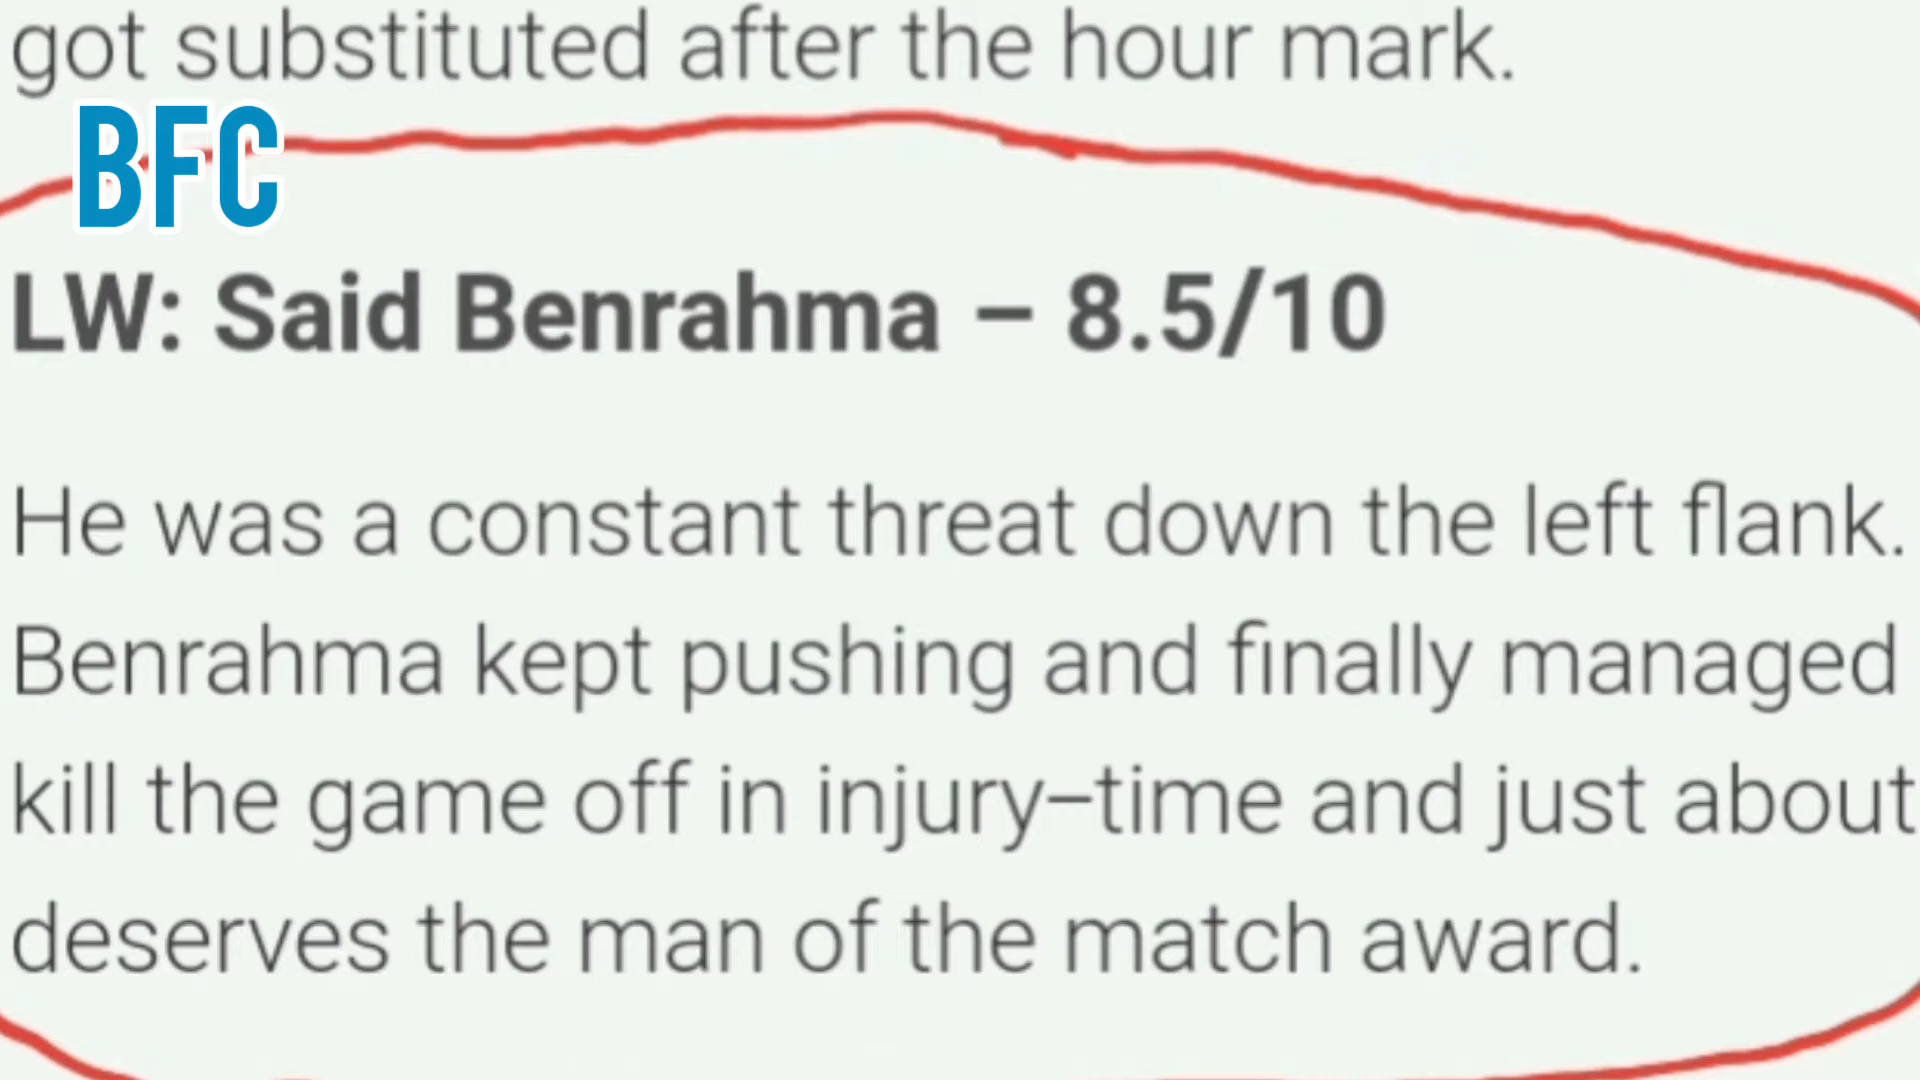 got substituted after the hour mark.
BFC
LW: Said Benrahma – 8.5/10
He was a constant threat down the left flank.
Benrahma kept pushing and finally managed
kill the game off in injury–time and just about
deserves the man of the match award.